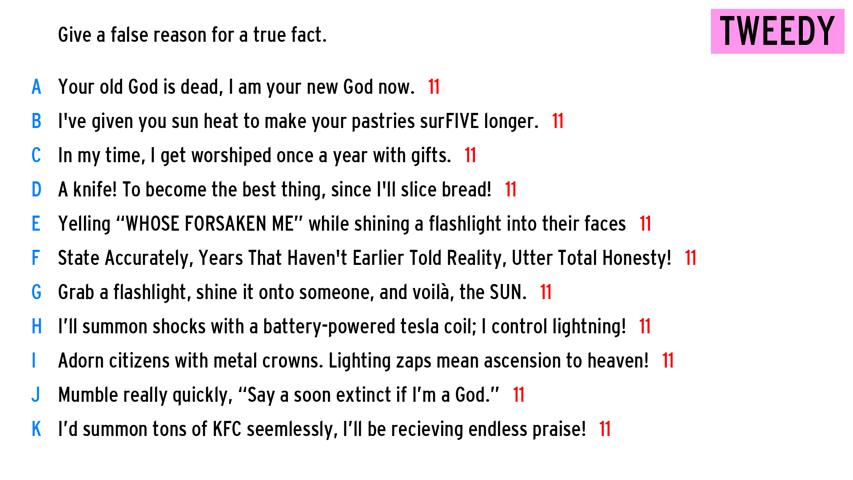 Give a false reason for a true fact.
TWEEDY
A Your old God is dead, I am your new God now. 11
B I've given you sun heat to make your pastries surFIVE longer. 11
C In my time, I get worshiped once a year with gifts. 11
D A knife! To become the best thing, since I'll slice bread! 11
E Yelling “WHOSE FORSAKEN ME” while shining a flashlight into their faces 11
F State Accurately, Years That Haven't Earlier Told Reality, Utter Total Honesty! 11
G Grab a flashlight, shine it onto someone, and voilà, the SUN. 11
H I’ll summon shocks with a battery-powered tesla coil; I control lightning! 11
I Adorn citizens with metal crowns. Lighting zaps mean ascension to heaven! 11
J Mumble really quickly, “Say a soon extinct if I’m a God.” 11
K I’d summon tons of KFC seemlessly, I’ll be recieving endless praise! 11